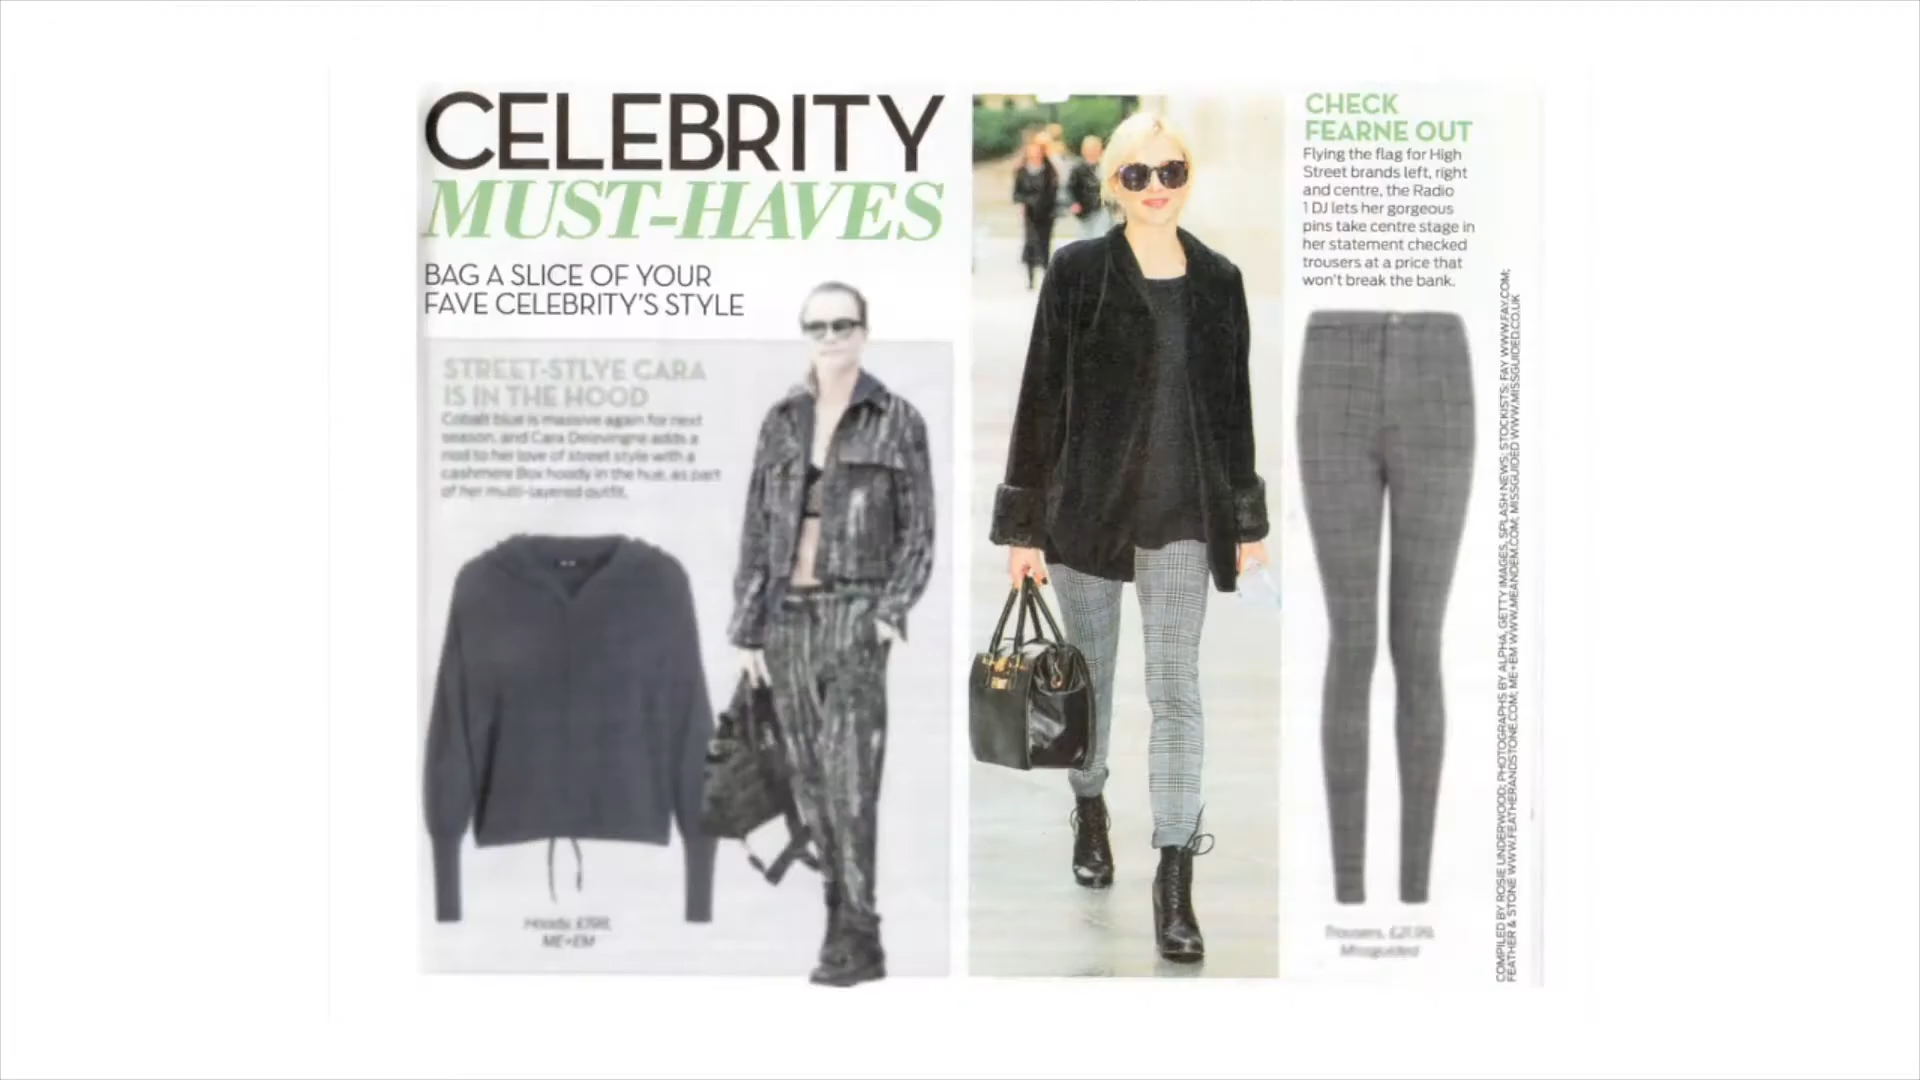 CELEBRITY
MUST-HAVES
BAG A SLICE OF YOUR
FAVE CELEBRITY'S STYLE
STREET-STLYE CARA
IS IN THE HOOD
Cobalt blue is massive again for next
season, and Cara Delevingne adds a
nod to her love of street style with a
cashmere Box hoody in the hue, as part
of her multi-layered outfit.
Hoody, £198,
ME+EM
CHECK
FEARNE OUT
Flying the flag for High
Street brands left, right
and centre, the Radio
1 DJ lets her gorgeous
pins take centre stage in
her statement checked
trousers at a price that
won't break the bank.
Trousers, £21.99,
Missguided
COMPILED BY ROSIE UNDERWOOD; PHOTOGRAPHS BY ALPHA, GETTY IMAGES, SPLASH NEWS; STOCKISTS: FAY WWW.FAY.COM;
FEATHER & STONE WWW.FEATHERANDSTONE.COM; ME+EM WWW.MEANDEM.COM; MISSGUIDED WWW.MISSGUIDED.CO.UK